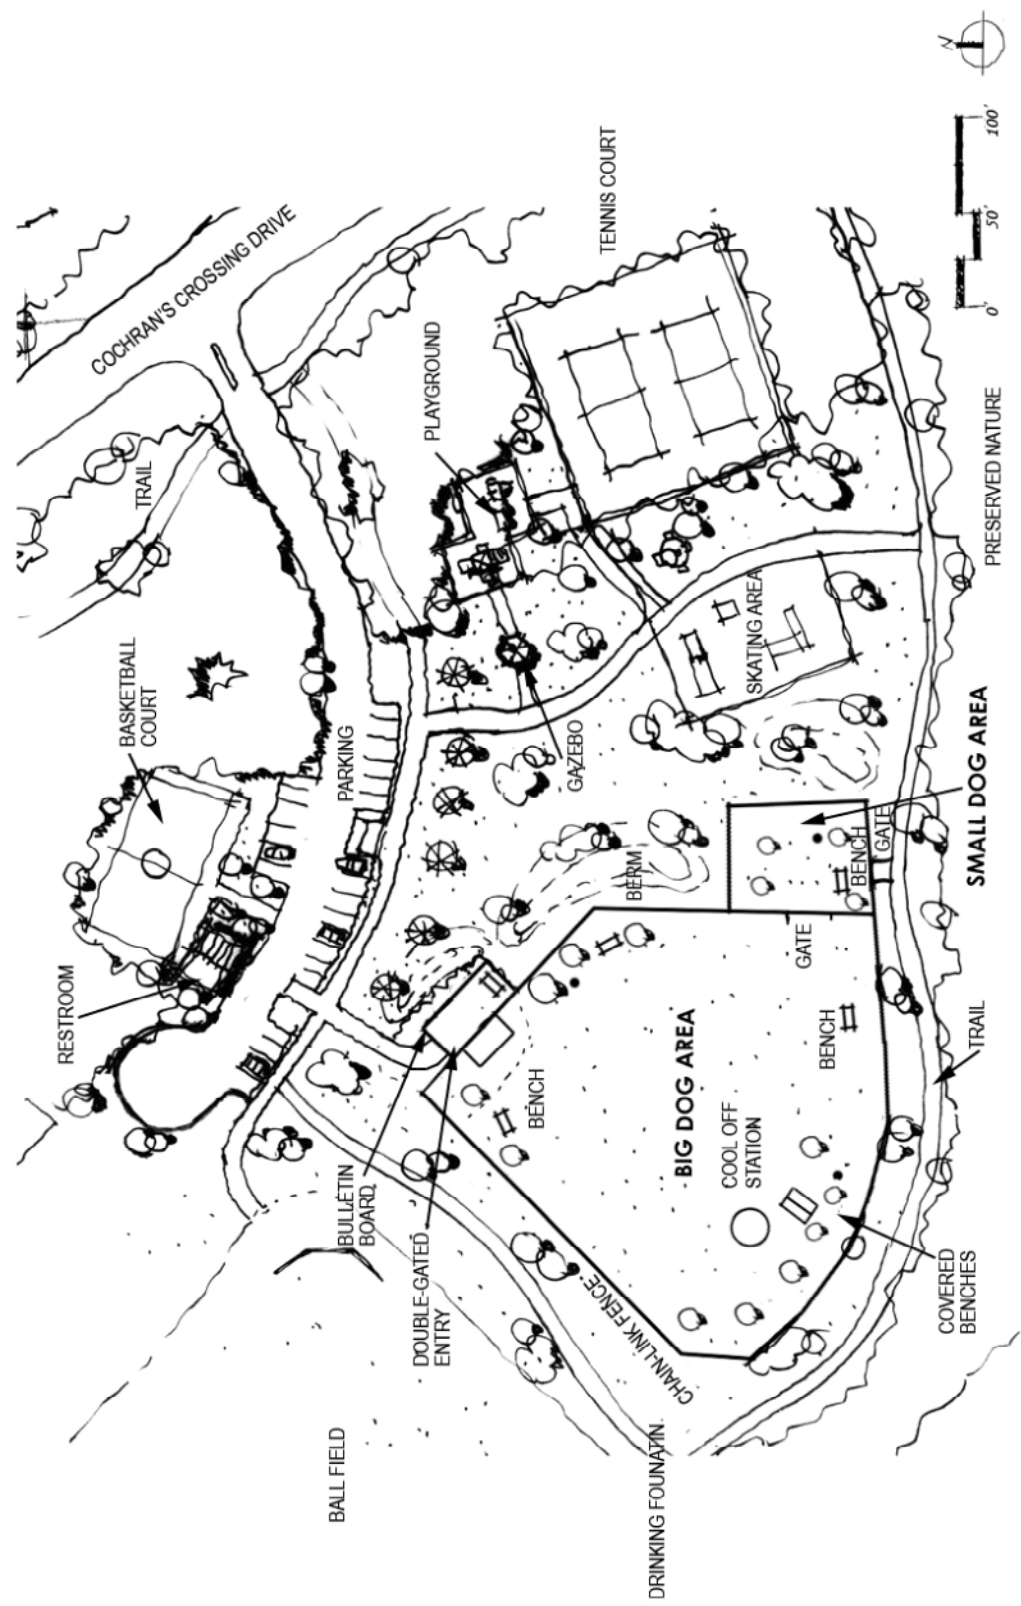 COCHRAN'S CROSSING DRIVE
TRAIL
BASKETBALL
COURT
RESTROOM
PARKING
PLAYGROUND
TENNIS COURT
GAZEBO
SKATING AREA
PRESERVED NATURE
BERM
SMALL DOG AREA
BENCH
GATE
GATE
BENCH
BIG DOG AREA
BENCH
COOL OFF
STATION
TRAIL
COVERED
BENCHES
BULLETIN
BOARD
DOUBLE-GATED
ENTRY
CHAIN-LINK FENCE
BALL FIELD
DRINKING FOUNATIN
N
0'
50'
100'